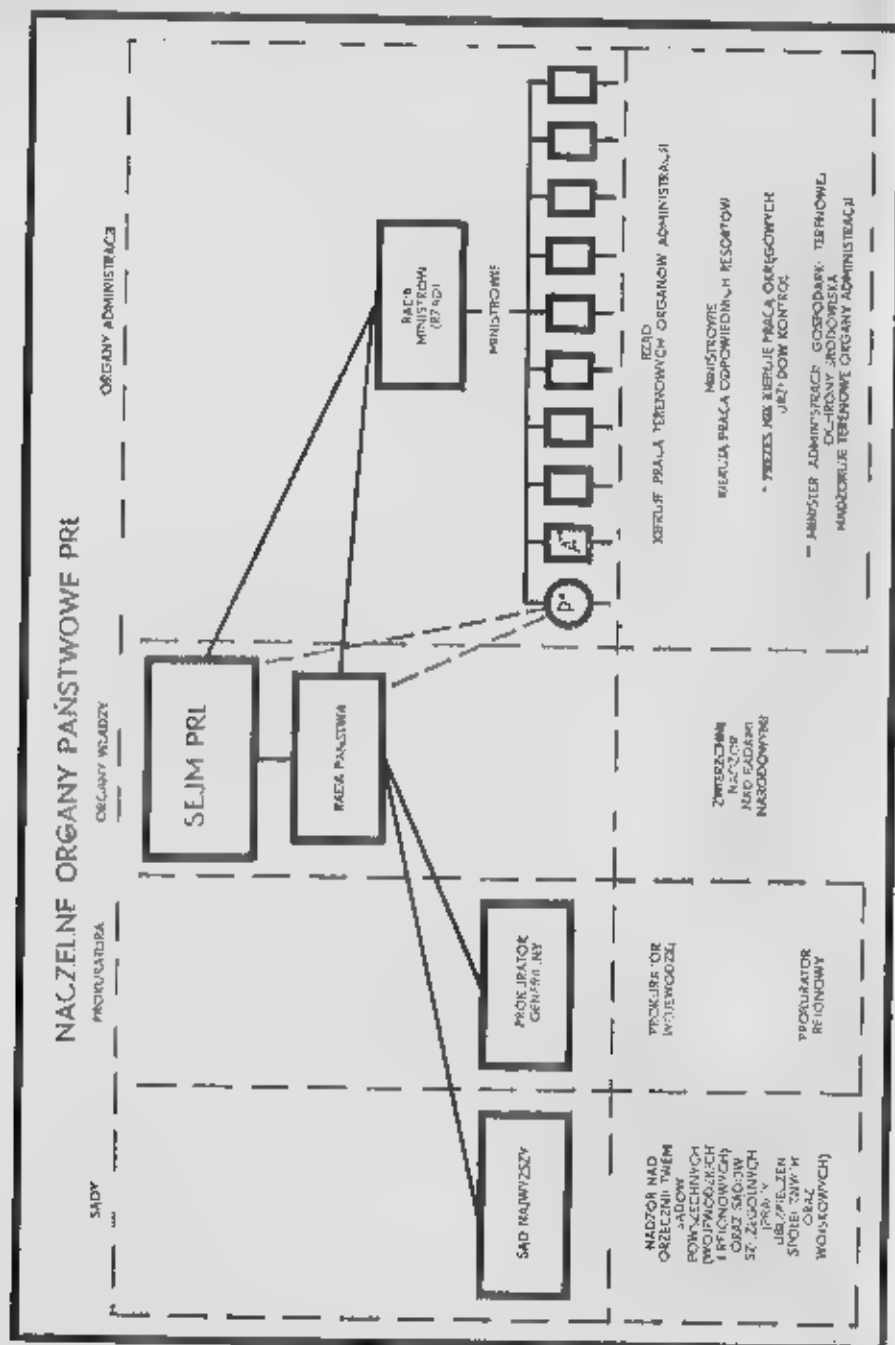 NACZELNE ORGANY PAŃSTWOWE PRL
SĄDY
PROKURATURA
ORGANY WŁADZY
ORGANY ADMINISTRACJI
SEJM PRL
RADA PAŃSTWA
RADA
MINISTRÓW
(RZĄD)
MINISTROWIE
SĄD NAJWYŻSZY
PROKURATOR
GENERALNY
P*
A
NADZÓR NAD
ORZECZNICTWEM
SĄDÓW
POWSZECHNYCH
(WOJEWÓDZKICH
I REJONOWYCH)
ORAZ SĄDÓW
SZCZEGÓLNYCH
(PRACY
UBEZPIECZEŃ
SPOŁECZNYCH
ORAZ
WOJSKOWYCH)
PROKURATOR
WOJEWÓDZKI
PROKURATOR
REJONOWY
ZWIERZCHNI
NADZÓR
NAD RADAMI
NARODOWYMI
RZĄD
KIERUJE PRACĄ TERENOWYCH ORGANÓW ADMINISTRACJI
MINISTROWIE
KIERUJĄ PRACĄ ODPOWIEDNICH RESORTÓW
* PREZES NIK KIERUJE PRACĄ OKRĘGOWYCH
URZĘDÓW KONTROLI
MINISTER ADMINISTRACJI GOSPODARKI TERENOWEJ
OCHRONY ŚRODOWISKA
NADZORUJE TERENOWE ORGANY ADMINISTRACJI